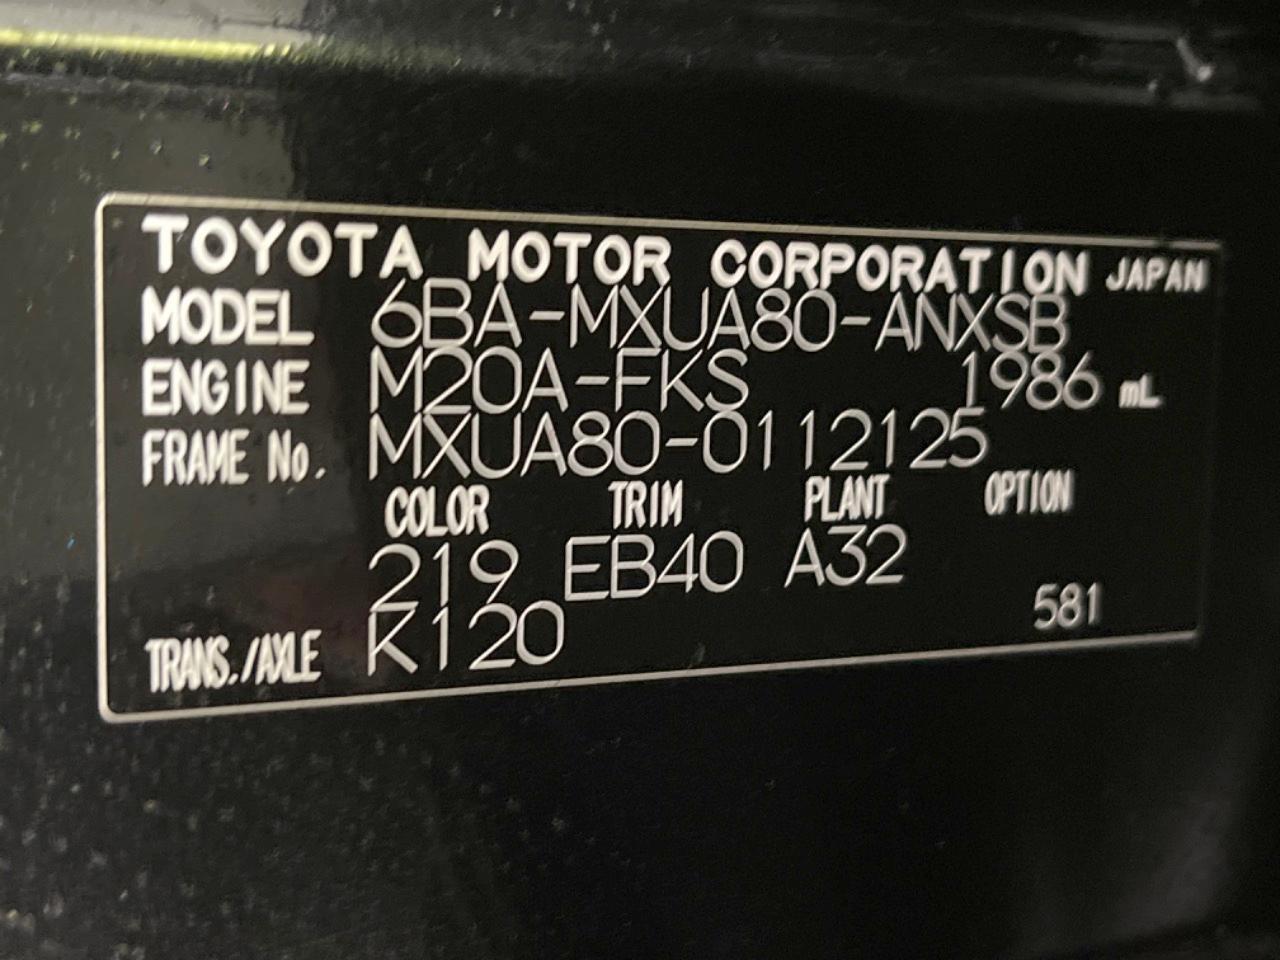 TOYOTA MOTOR CORPORATION JAPAN
MODEL 6BA-MXUA80-ANXSB
ENGINE M20A-FKS 1986 mL
FRAME No. MXUA80-0112125
COLOR TRIM PLANT OPTION
219 EB40 A32
TRANS./AXLE K120 581